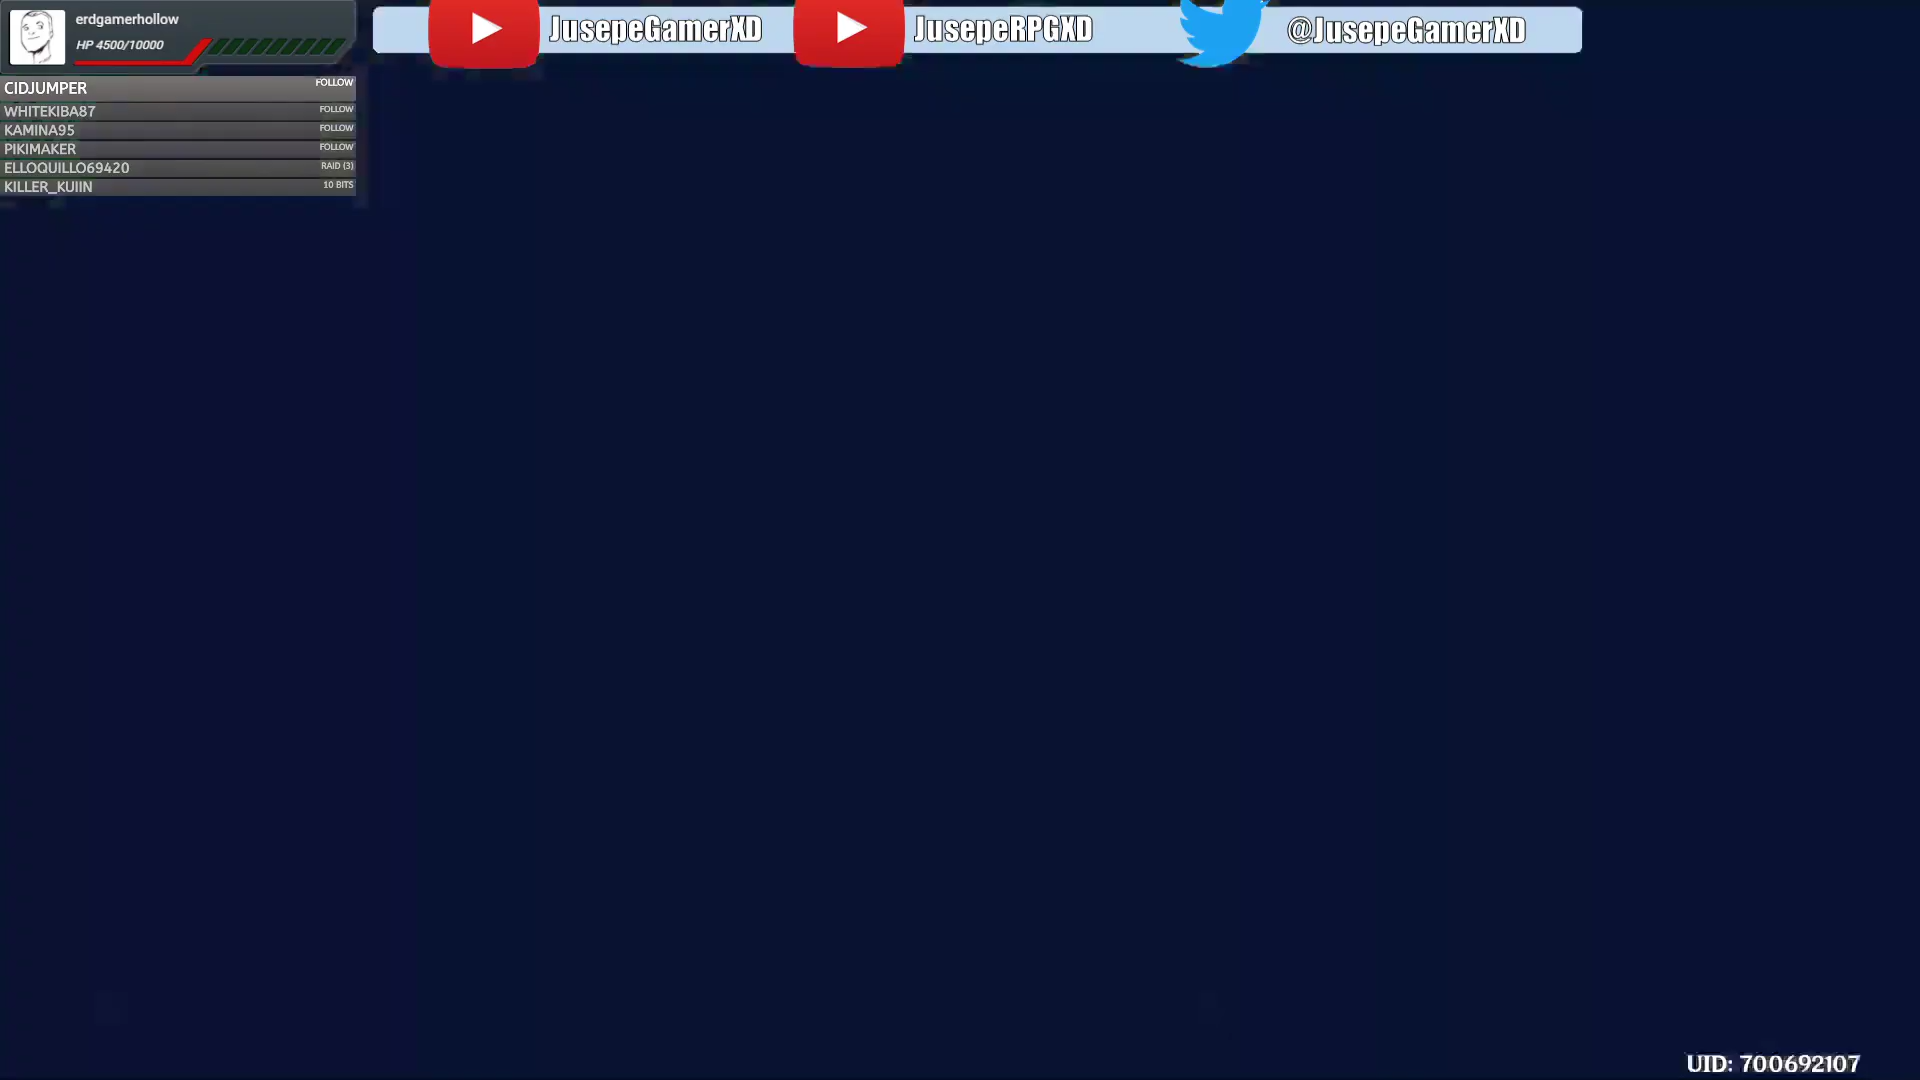 erdgamerhollow
HP 4500/10000
JusepeGamerXD
JusepeRPGXD
@JusepeGamerXD
CIDJUMPER FOLLOW
WHITEKIBA87 FOLLOW
KAMINA95 FOLLOW
PIKIMAKER FOLLOW
ELLOQUILLO69420 RAID (3)
KILLER_KUIIN 10 BITS
UID: 700692107